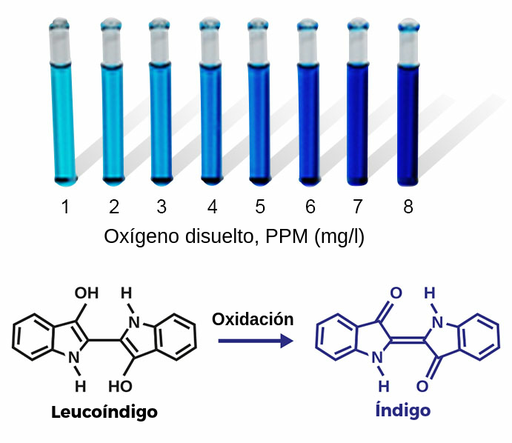 1 2 3 4 5 6 7 8
Oxígeno disuelto, PPM (mg/l)
OH H
N
N
H HO
Leucoíndigo
Oxidación
O H
N
N
H O
Índigo